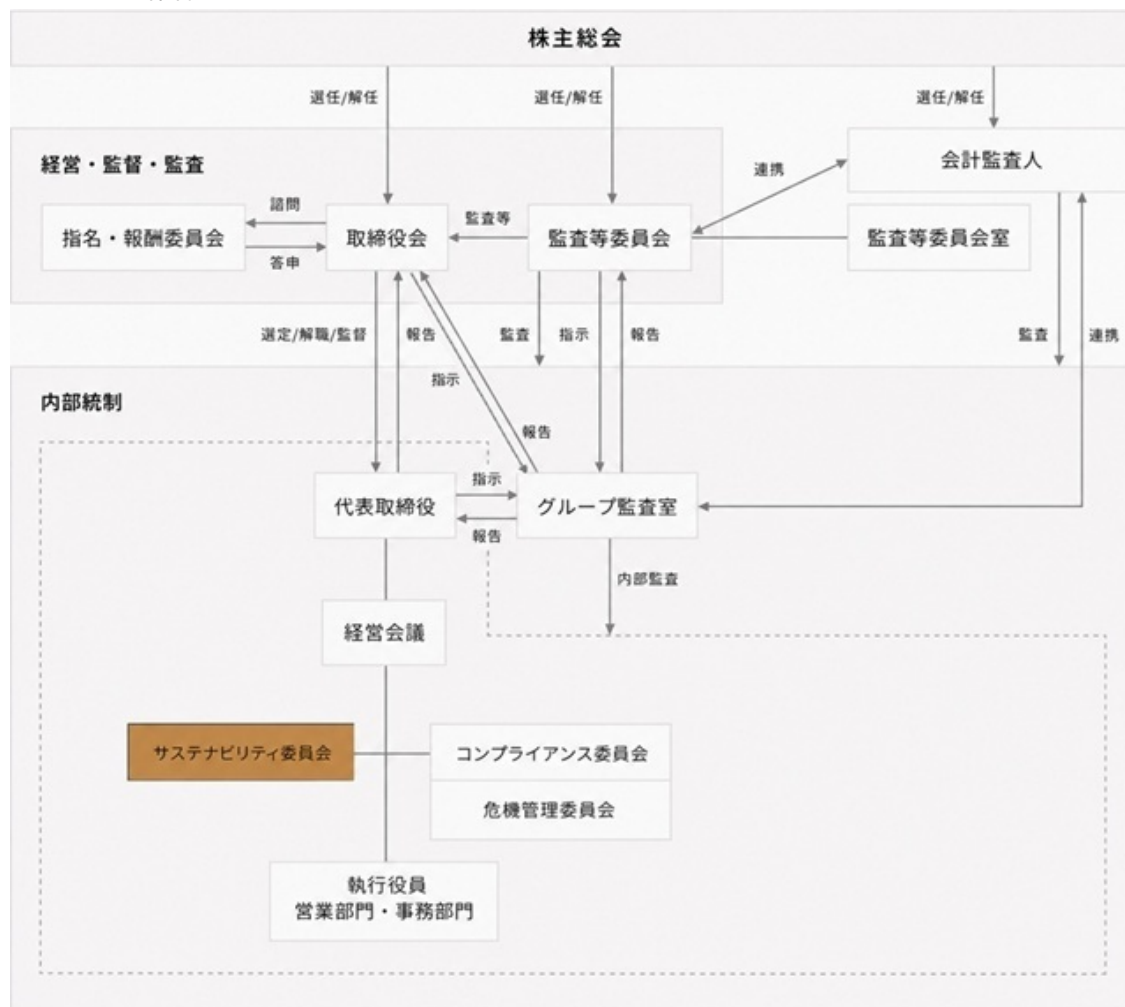 株主総会
選任/解任
選任/解任
選任/解任
経営・監督・監査
会計監査人
連携
諮問
監査等
指名・報酬委員会
取締役会
監査等委員会
監査等委員会室
答申
選定/解職/監督
報告
監査
指示
報告
監査
連携
指示
内部統制
報告
代表取締役
指示
グループ監査室
報告
内部監査
経営会議
サステナビリティ委員会
コンプライアンス委員会
危機管理委員会
執行役員
営業部門・事務部門